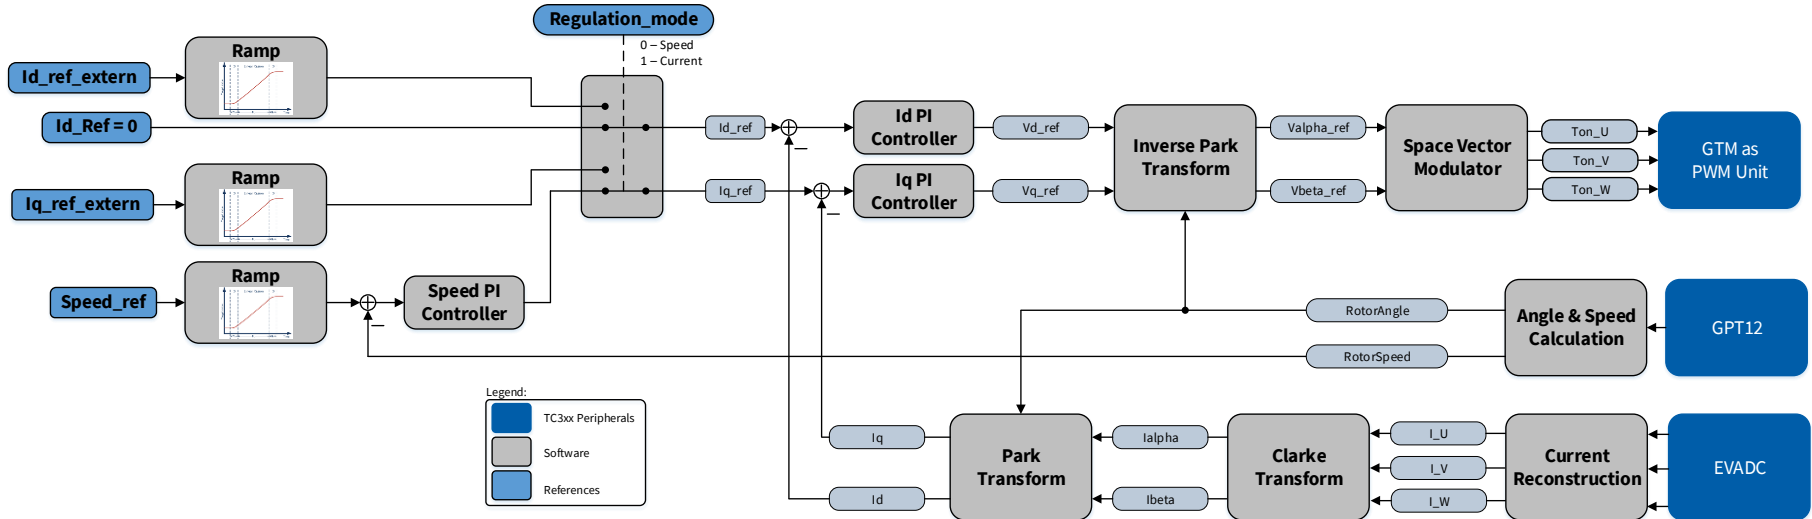 Regulation_mode
0 – Speed
1 – Current
Ramp
Id_ref_extern
Id_Ref = 0
Ramp
Iq_ref_extern
Ramp
Speed_ref
Speed PI
Controller
Id_ref
Iq_ref
Id PI
Controller
Iq PI
Controller
Vd_ref
Vq_ref
Inverse Park
Transform
Valpha_ref
Vbeta_ref
Space Vector
Modulator
Ton_U
Ton_V
Ton_W
GTM as
PWM Unit
RotorAngle
RotorSpeed
Angle & Speed
Calculation
GPT12
Legend:
TC3xx Peripherals
Software
References
Iq
Id
Park
Transform
Ialpha
Ibeta
Clarke
Transform
I_U
I_V
I_W
Current
Reconstruction
EVADC